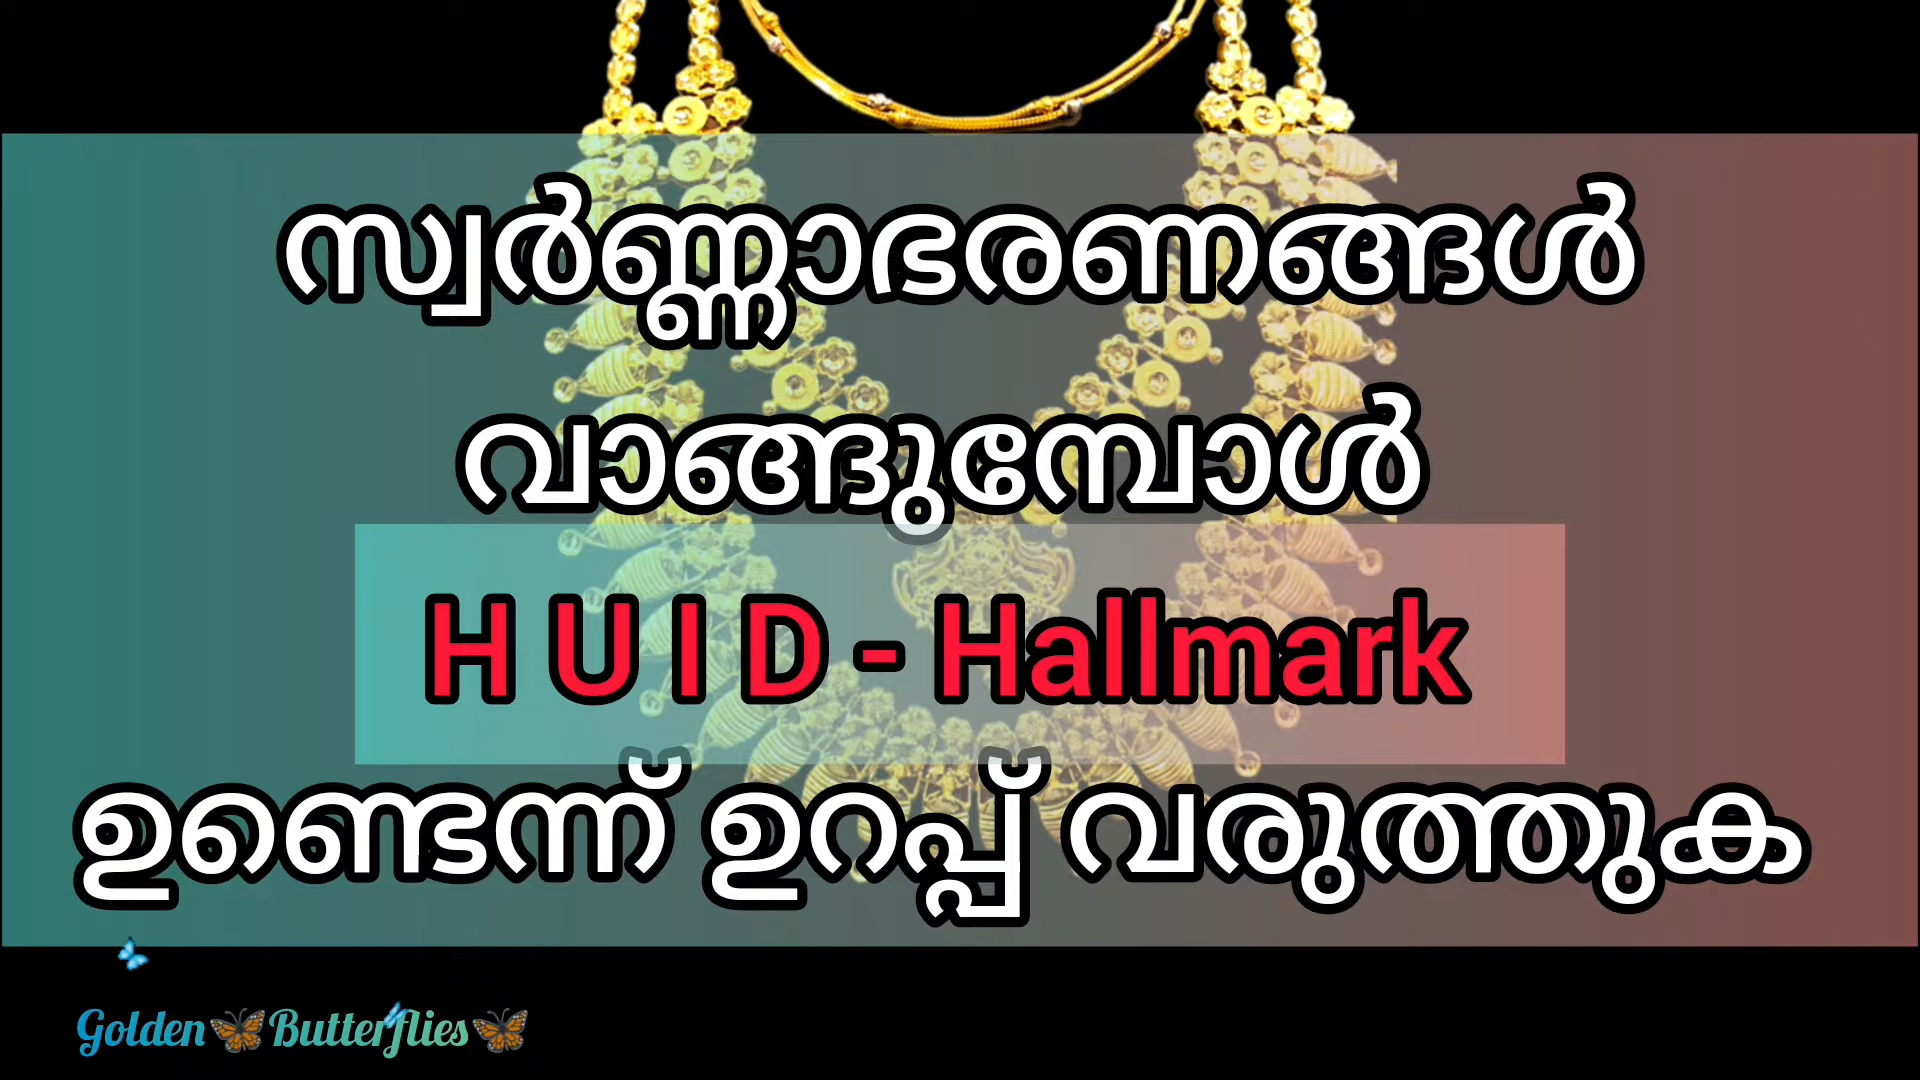 സ്വർണ്ണാഭരണങ്ങൾ
വാങ്ങുമ്പോൾ
H U I D - Hallmark
ഉണ്ടെന്ന് ഉറപ്പ് വരുത്തുക
Golden🦋Butterflies🦋